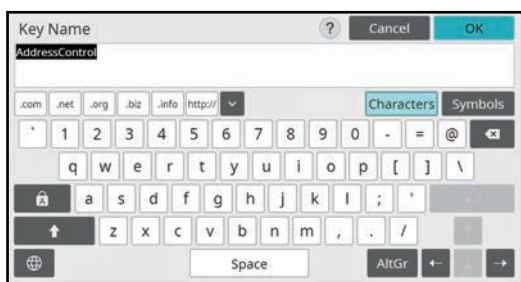 Key Name ? Cancel OK
AddressControl
.com .net .org .biz .info http:// Characters Symbols
` 1 2 3 4 5 6 7 8 9 0 - = @
q w e r t y u i o p [ ] \
A a s d f g h j k l ; '
z x c v b n m , . /
Space AltGr